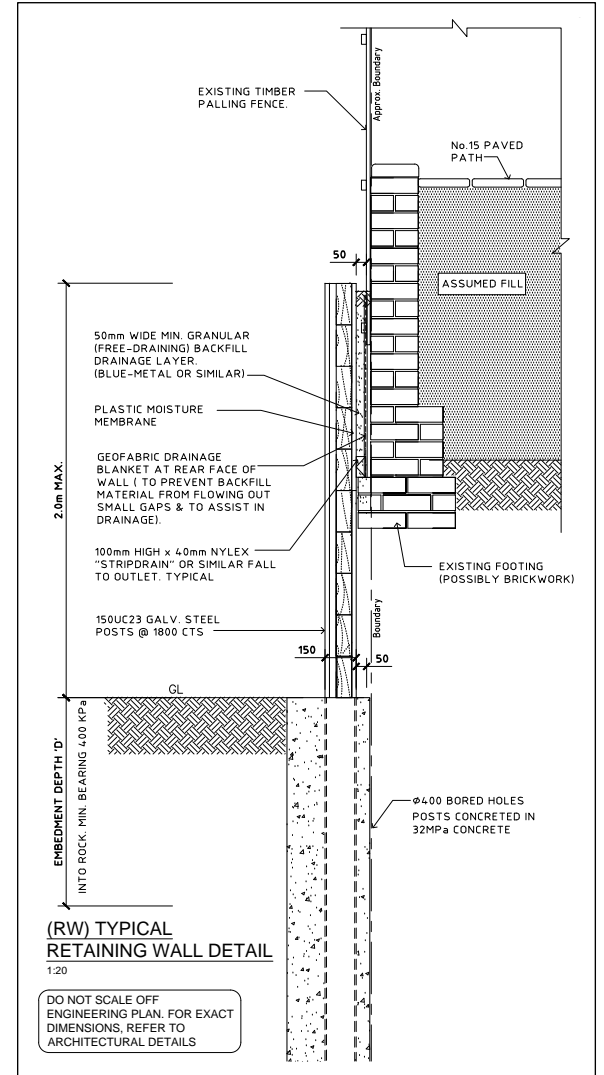 EXISTING TIMBER
PALLING FENCE.
Approx. Boundary
No.15 PAVED
PATH
50
ASSUMED FILL
50mm WIDE MIN. GRANULAR
(FREE-DRAINING) BACKFILL
DRAINAGE LAYER.
(BLUE-METAL OR SIMILAR)
PLASTIC MOISTURE
MEMBRANE
GEOFABRIC DRAINAGE
BLANKET AT REAR FACE OF
WALL ( TO PREVENT BACKFILL
MATERIAL FROM FLOWING OUT
SMALL GAPS & TO ASSIST IN
DRAINAGE).
2.0m MAX.
100mm HIGH x 40mm NYLEX
"STRIPDRAIN" OR SIMILAR FALL
TO OUTLET. TYPICAL
EXISTING FOOTING
(POSSIBLY BRICKWORK)
150UC23 GALV. STEEL
POSTS @ 1800 CTS
Boundary
150
50
GL
EMBEDMENT DEPTH 'D'
INTO ROCK. MIN. BEARING 400 KPa
Φ400 BORED HOLES
POSTS CONCRETED IN
32MPa CONCRETE
(RW) TYPICAL
RETAINING WALL DETAIL
1:20
DO NOT SCALE OFF
ENGINEERING PLAN. FOR EXACT
DIMENSIONS, REFER TO
ARCHITECTURAL DETAILS